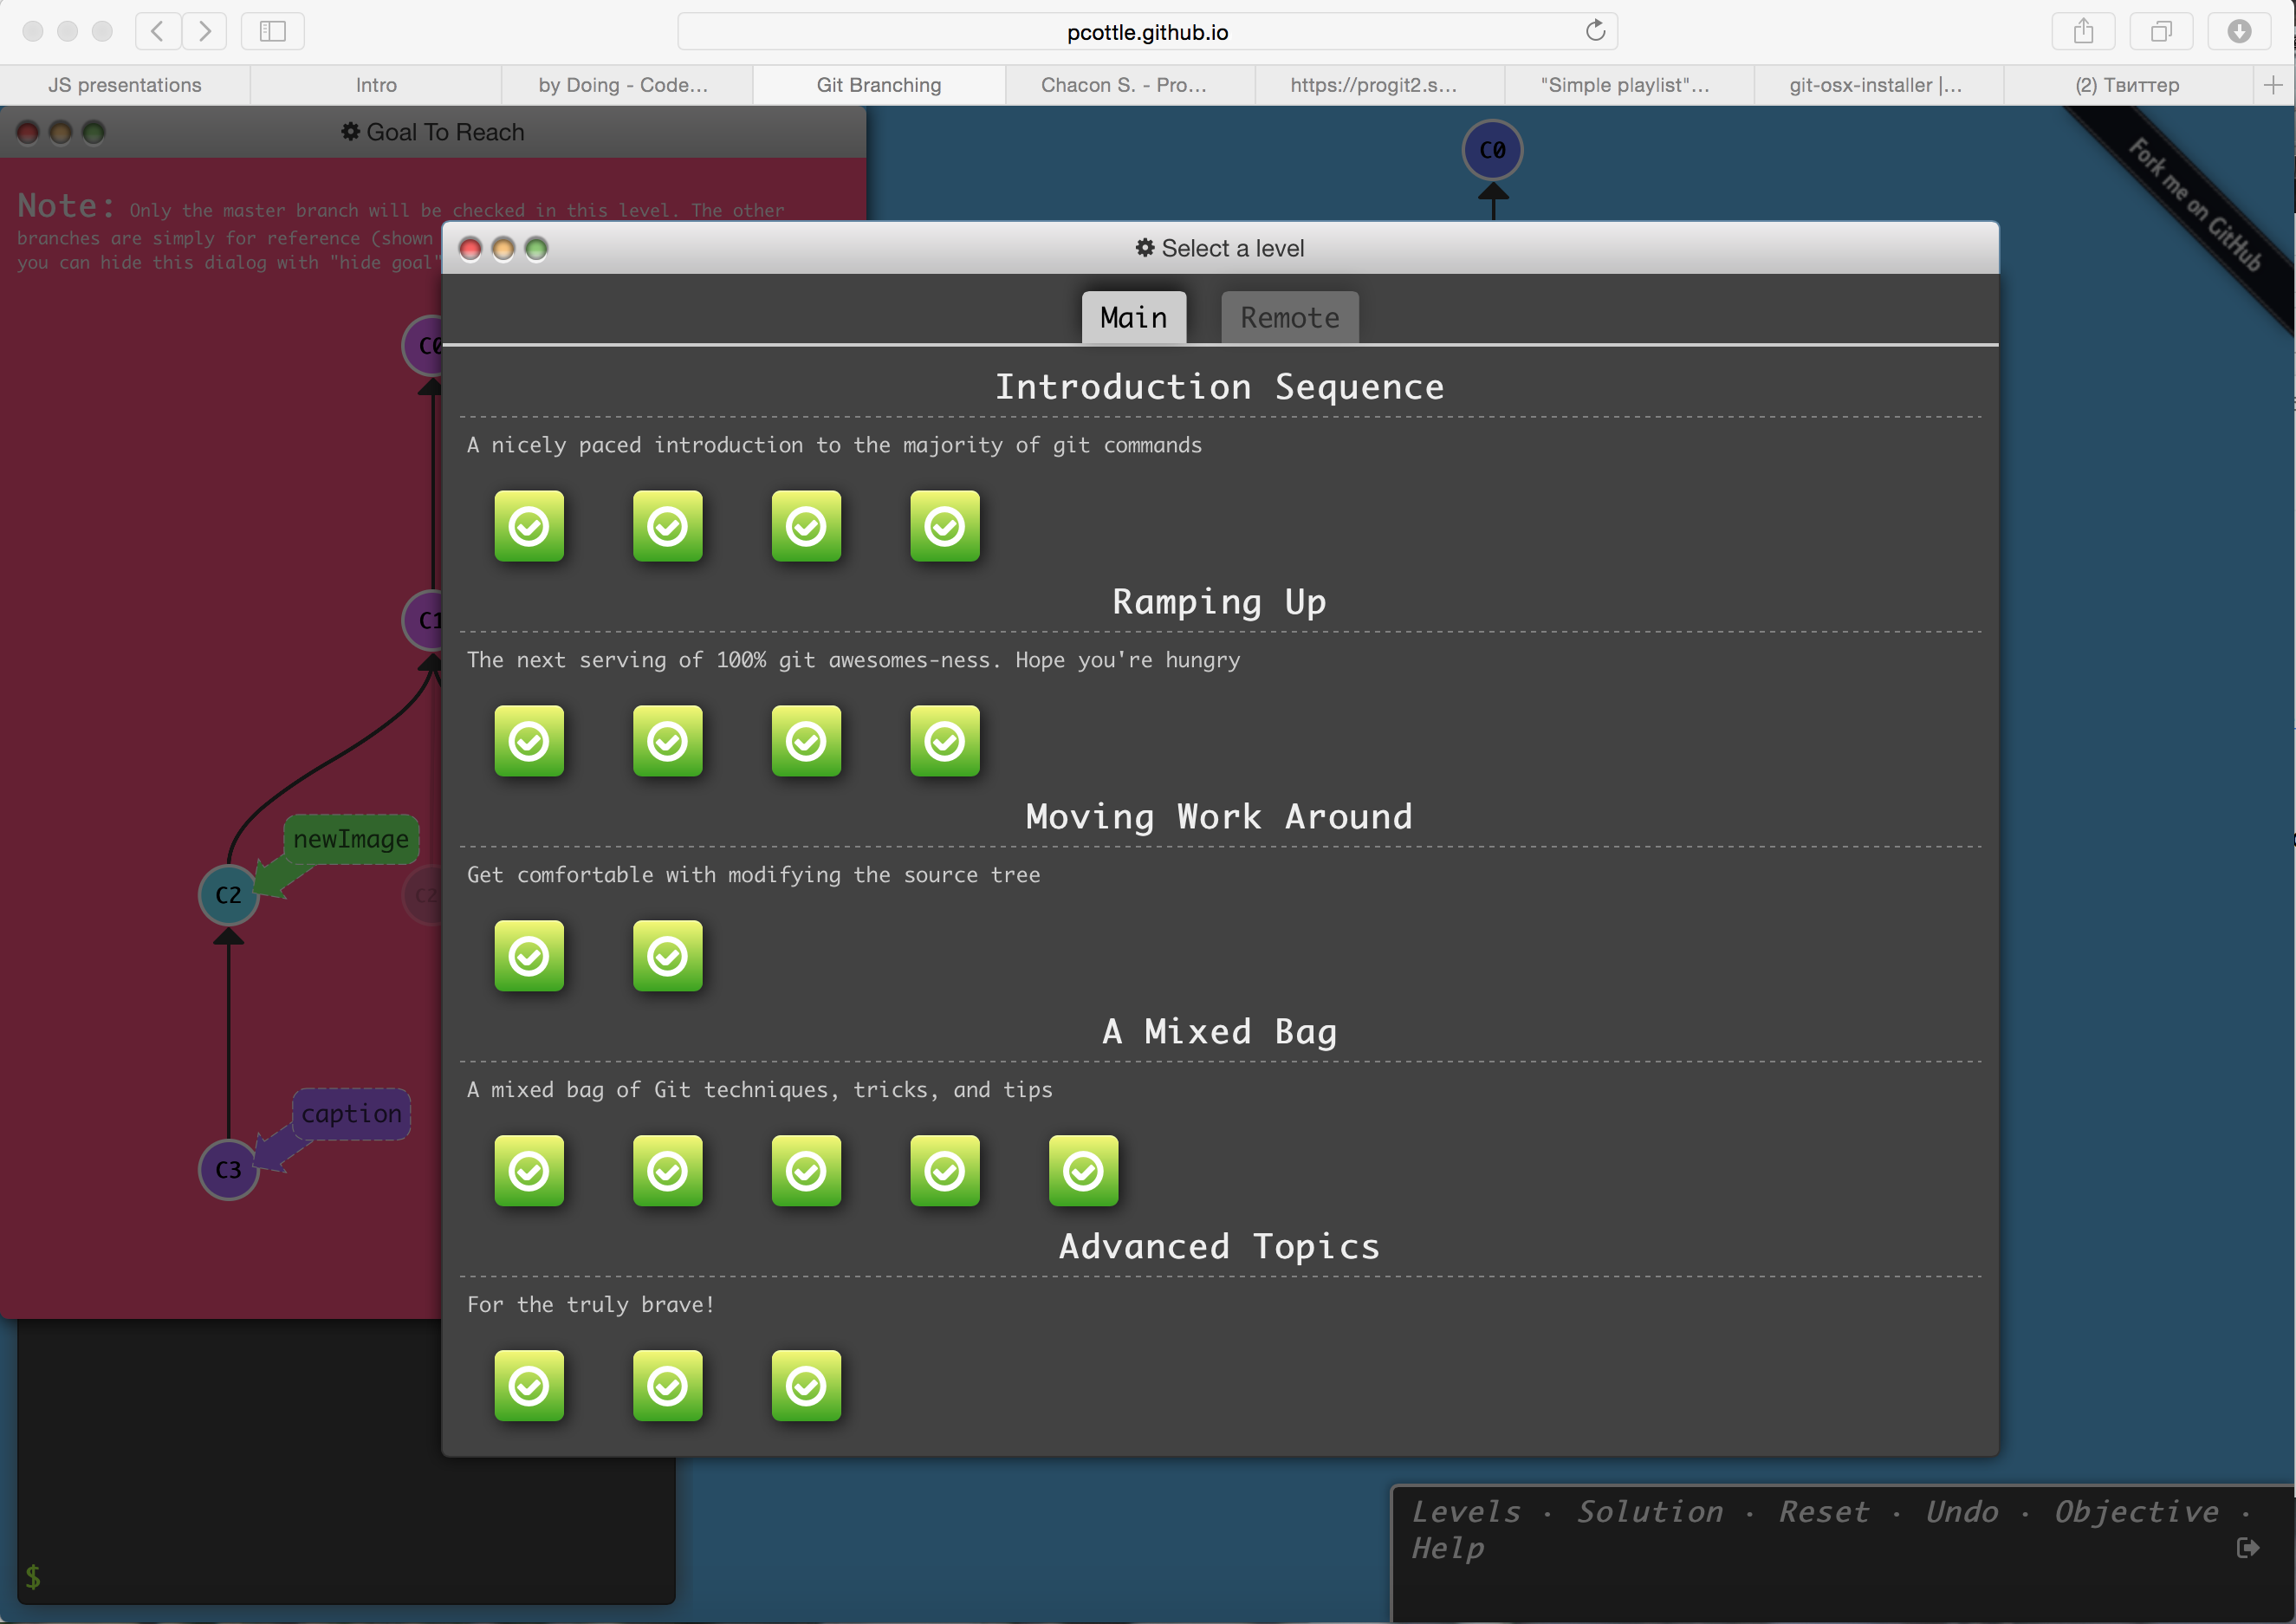 pcottle.github.io
JS presentations
Intro
by Doing - Code...
Git Branching
Chacon S. - Pro...
https://progit2.s...
"Simple playlist"...
git-osx-installer |...
(2) Твиттер
Goal To Reach
Note: Only the master branch will be checked in this level. The other
branches are simply for reference (shown
you can hide this dialog with "hide goal"
C0
C1
C2
newImage
C2
C3
caption
C0
Fork me on GitHub
Select a level
Main
Remote
Introduction Sequence
A nicely paced introduction to the majority of git commands
Ramping Up
The next serving of 100% git awesomes-ness. Hope you're hungry
Moving Work Around
Get comfortable with modifying the source tree
A Mixed Bag
A mixed bag of Git techniques, tricks, and tips
Advanced Topics
For the truly brave!
$
Levels · Solution · Reset · Undo · Objective ·
Help